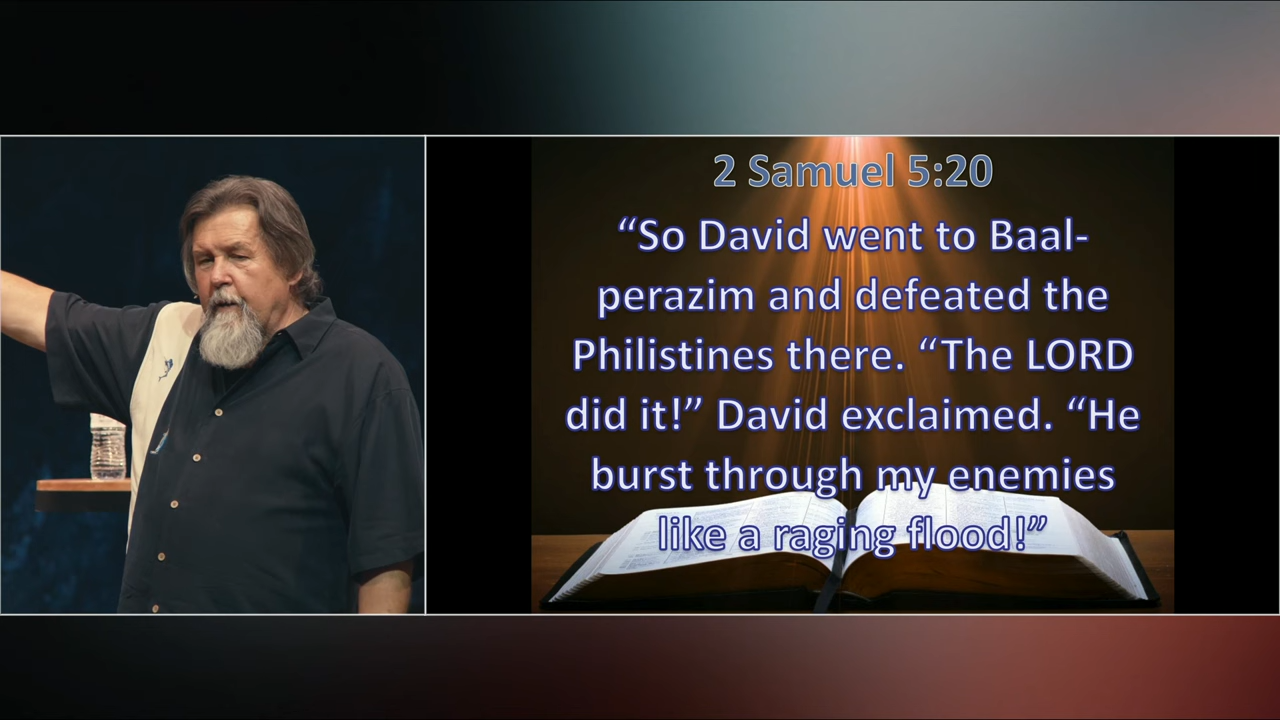 2 Samuel 5:20
“So David went to Baal-
perazim and defeated the
Philistines there. “The LORD
did it!” David exclaimed. “He
burst through my enemies
like a raging flood!”